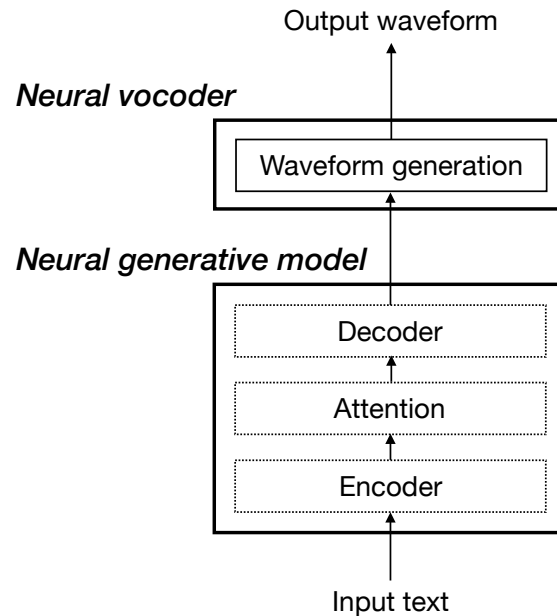 Output waveform
Neural vocoder
Waveform generation
Neural generative model
Decoder
Attention
Encoder
Input text